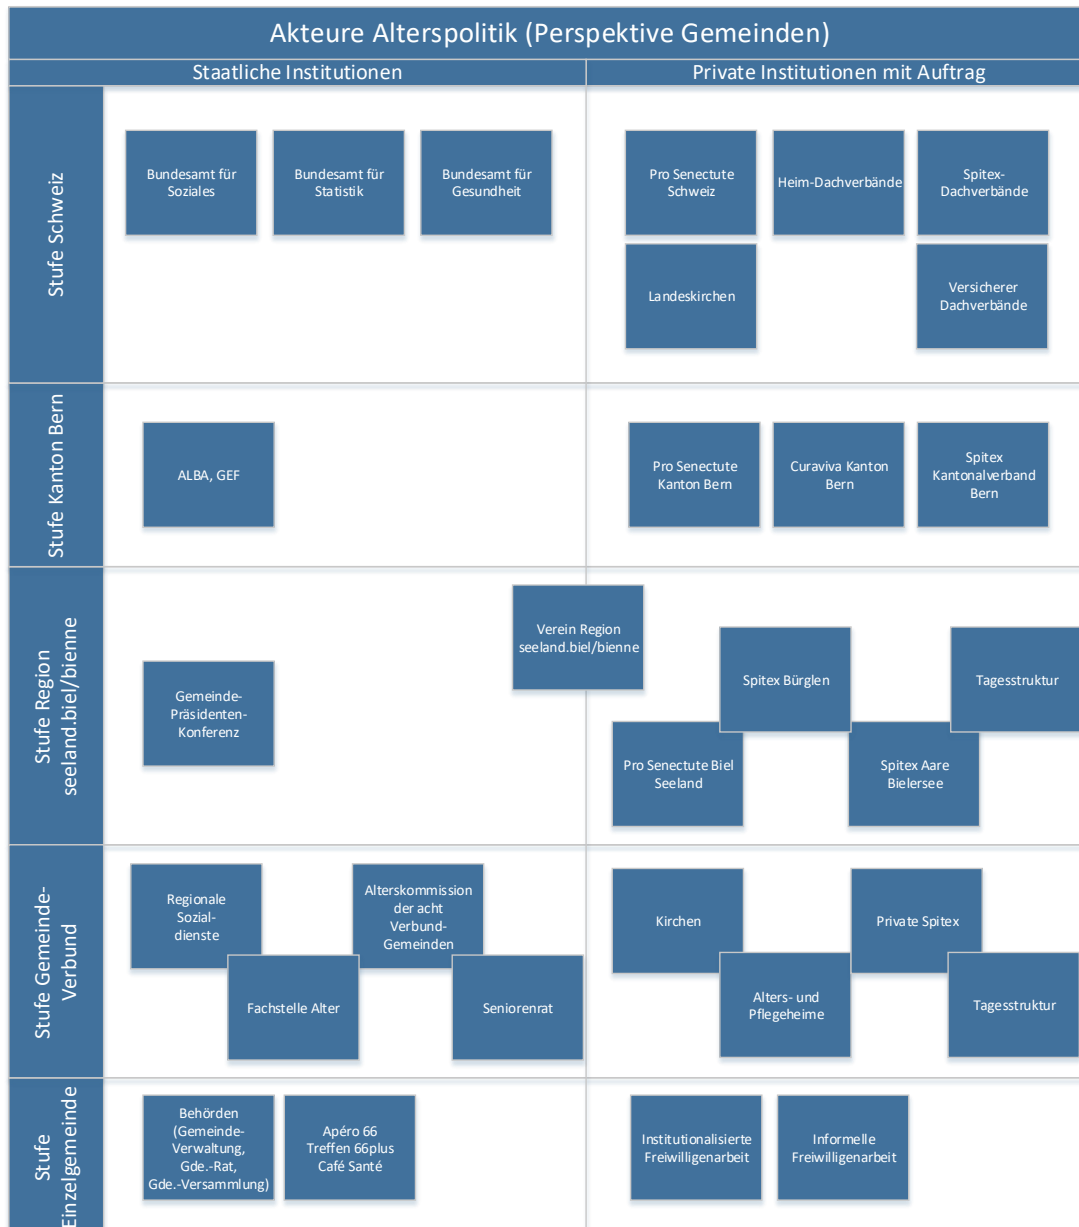 Akteure Alterspolitik (Perspektive Gemeinden)
Staatliche Institutionen
Private Institutionen mit Auftrag
Stufe Schweiz
Bundesamt für
Soziales
Bundesamt für
Statistik
Bundesamt für
Gesundheit
Pro Senectute
Schweiz
Heim-Dachverbände
Spitex-
Dachverbände
Landeskirchen
Versicherer
Dachverbände
Stufe Kanton Bern
ALBA, GEF
Pro Senectute
Kanton Bern
Curaviva Kanton
Bern
Spitex
Kantonalverband
Bern
Stufe Region
seeland.biel/bienne
Gemeinde-
Präsidenten-
Konferenz
Verein Region
seeland.biel/bienne
Spitex Bürglen
Tagesstruktur
Pro Senectute Biel
Seeland
Spitex Aare
Bielersee
Stufe Gemeinde-
Verbund
Regionale
Sozial-
dienste
Alterskommission
der acht
Verbund-
Gemeinden
Fachstelle Alter
Seniorenrat
Kirchen
Private Spitex
Alters- und
Pflegeheime
Tagesstruktur
Stufe
Einzelgemeinde
Behörden
(Gemeinde-
Verwaltung,
Gde.-Rat,
Gde.-Versammlung)
Apéro 66
Treffen 66plus
Café Santé
Institutionalisierte
Freiwilligenarbeit
Informelle
Freiwilligenarbeit